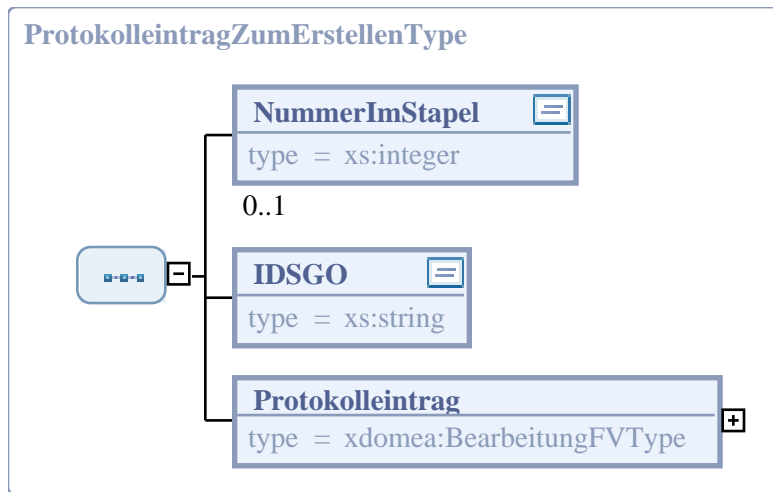 ProtokolleintragZumErstellenType
NummerImStapel
type = xs:integer
0..1
IDSGO
type = xs:string
Protokolleintrag
type = xdomea:BearbeitungFVType